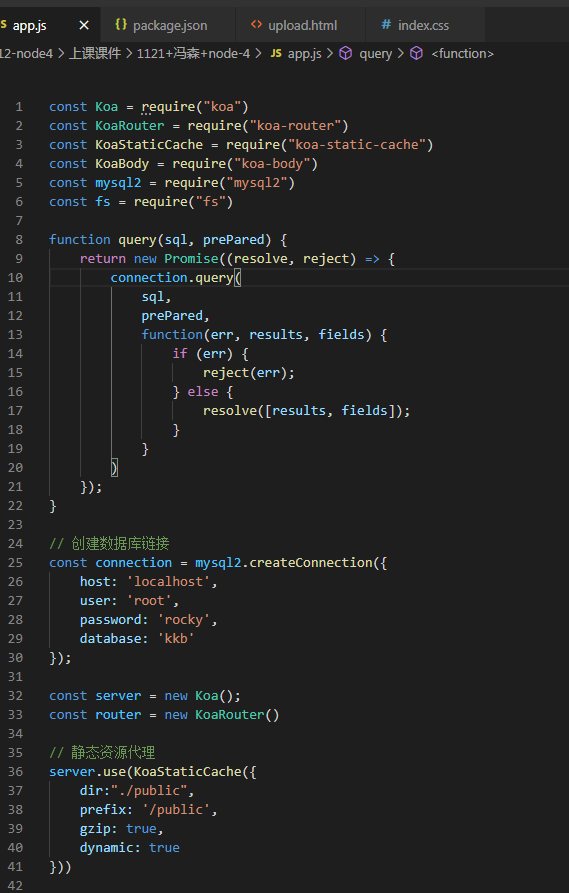 app.js × {} package.json <> upload.html # index.css
12-node4 > 上课课件 > 1121+冯森+node-4 > JS app.js > query > <function>
1 const Koa = require("koa")
2 const KoaRouter = require("koa-router")
3 const KoaStaticCache = require("koa-static-cache")
4 const KoaBody = require("koa-body")
5 const mysql2 = require("mysql2")
6 const fs = require("fs")
7
8 function query(sql, prePared) {
9 return new Promise((resolve, reject) => {
10 connection.query(
11 sql,
12 prePared,
13 function(err, results, fields) {
14 if (err) {
15 reject(err);
16 } else {
17 resolve([results, fields]);
18 }
19 }
20 )
21 });
22 }
23
24 // 创建数据库链接
25 const connection = mysql2.createConnection({
26 host: 'localhost',
27 user: 'root',
28 password: 'rocky',
29 database: 'kkb'
30 });
31
32 const server = new Koa();
33 const router = new KoaRouter()
34
35 // 静态资源代理
36 server.use(KoaStaticCache({
37 dir:"./public",
38 prefix: '/public',
39 gzip: true,
40 dynamic: true
41 }))
42